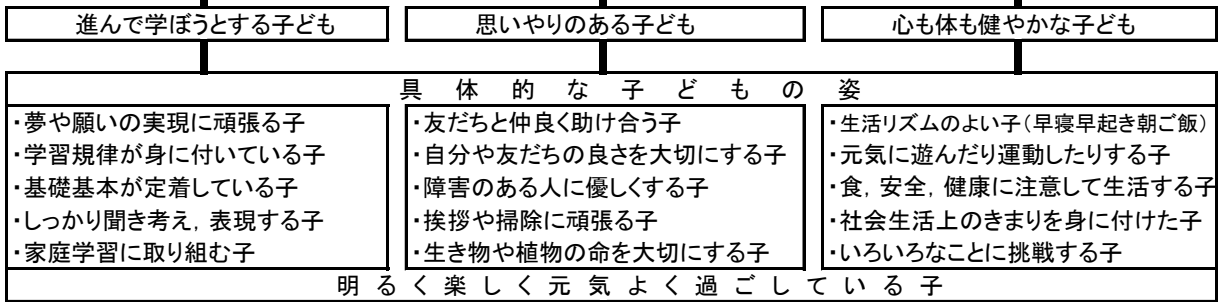 進んで学ぼうとする子ども
思いやりのある子ども
心も体も健やかな子ども
具体的な子どもの姿
・夢や願いの実現に頑張る子
・学習規律が身に付いている子
・基礎基本が定着している子
・しっかり聞き考え，表現する子
・家庭学習に取り組む子
・友だちと仲良く助け合う子
・自分や友だちの良さを大切にする子
・障害のある人に優しくする子
・挨拶や掃除に頑張る子
・生き物や植物の命を大切にする子
・生活リズムのよい子（早寝早起き朝ご飯）
・元気に遊んだり運動したりする子
・食，安全，健康に注意して生活する子
・社会生活上のきまりを身に付けた子
・いろいろなことに挑戦する子
明るく楽しく元気よく過ごしている子